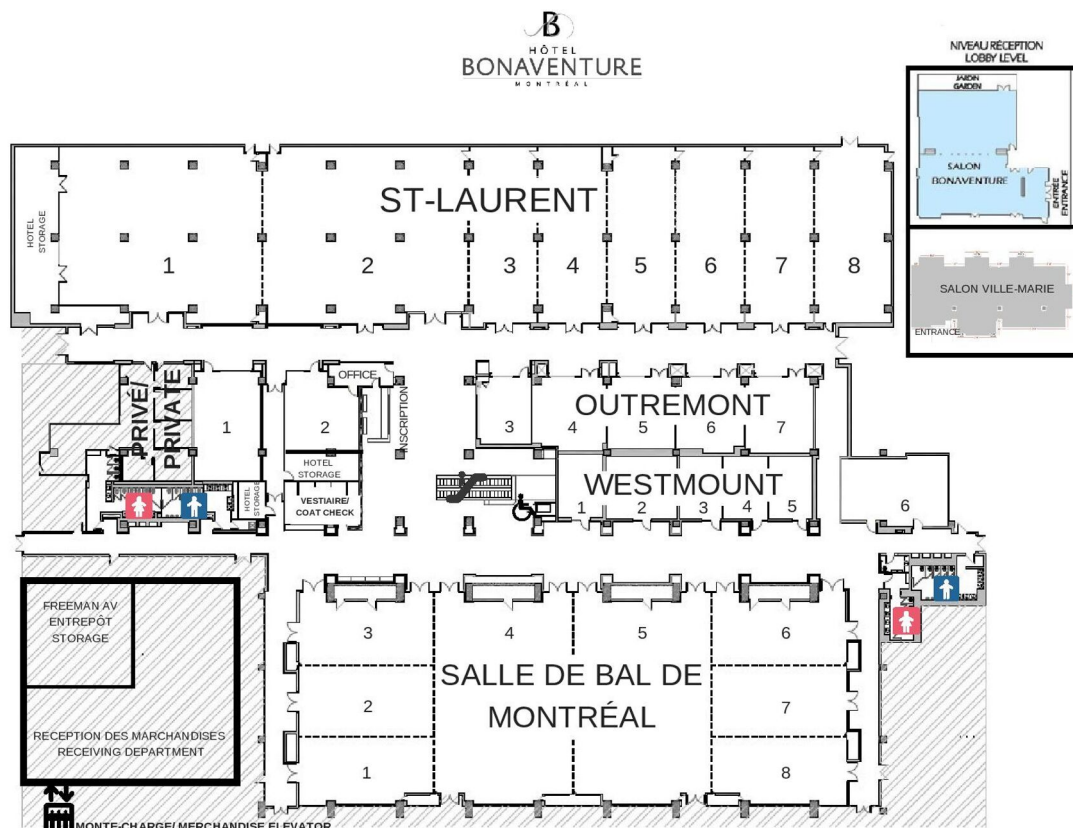 B
HÔTEL
BONAVENTURE
MONTRÉAL
NIVEAU RÉCEPTION
LOBBY LEVEL
JARDIN
GARDEN
SALON
BONAVENTURE
ENTRÉE
ENTRANCE
SALON VILLE-MARIE
ENTRANCE
ST-LAURENT
HOTEL
STORAGE
1
2
3
4
5
6
7
8
PRIVÉ/
PRIVATE
1
2
OFFICE
INSCRIPTION
HOTEL
STORAGE
HOTEL
STORAGE
VESTIAIRE/
COAT CHECK
OUTREMONT
3
4
5
6
7
WESTMOUNT
1
2
3
4
5
6
FREEMAN AV
ENTREPÔT
STORAGE
RECEPTION DES MARCHANDISES
RECEIVING DEPARTMENT
MONTE-CHARGE/ MERCHANDISE ELEVATOR
3
4
5
6
SALLE DE BAL DE
MONTRÉAL
2
7
1
8